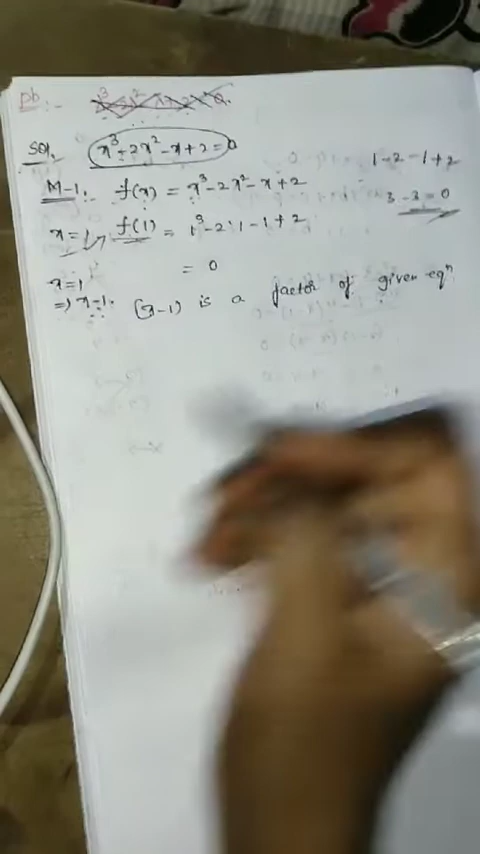 Pb:-
Sol. x³-2x²-x+2=0
1-2-1+2
M-1:- f(x) = x³-2x²-x+2
3-3=0
x=1, f(1) = 1³-2·1-1+2
= 0
x=1
=) x-1. (x-1) is a factor of given eqⁿ